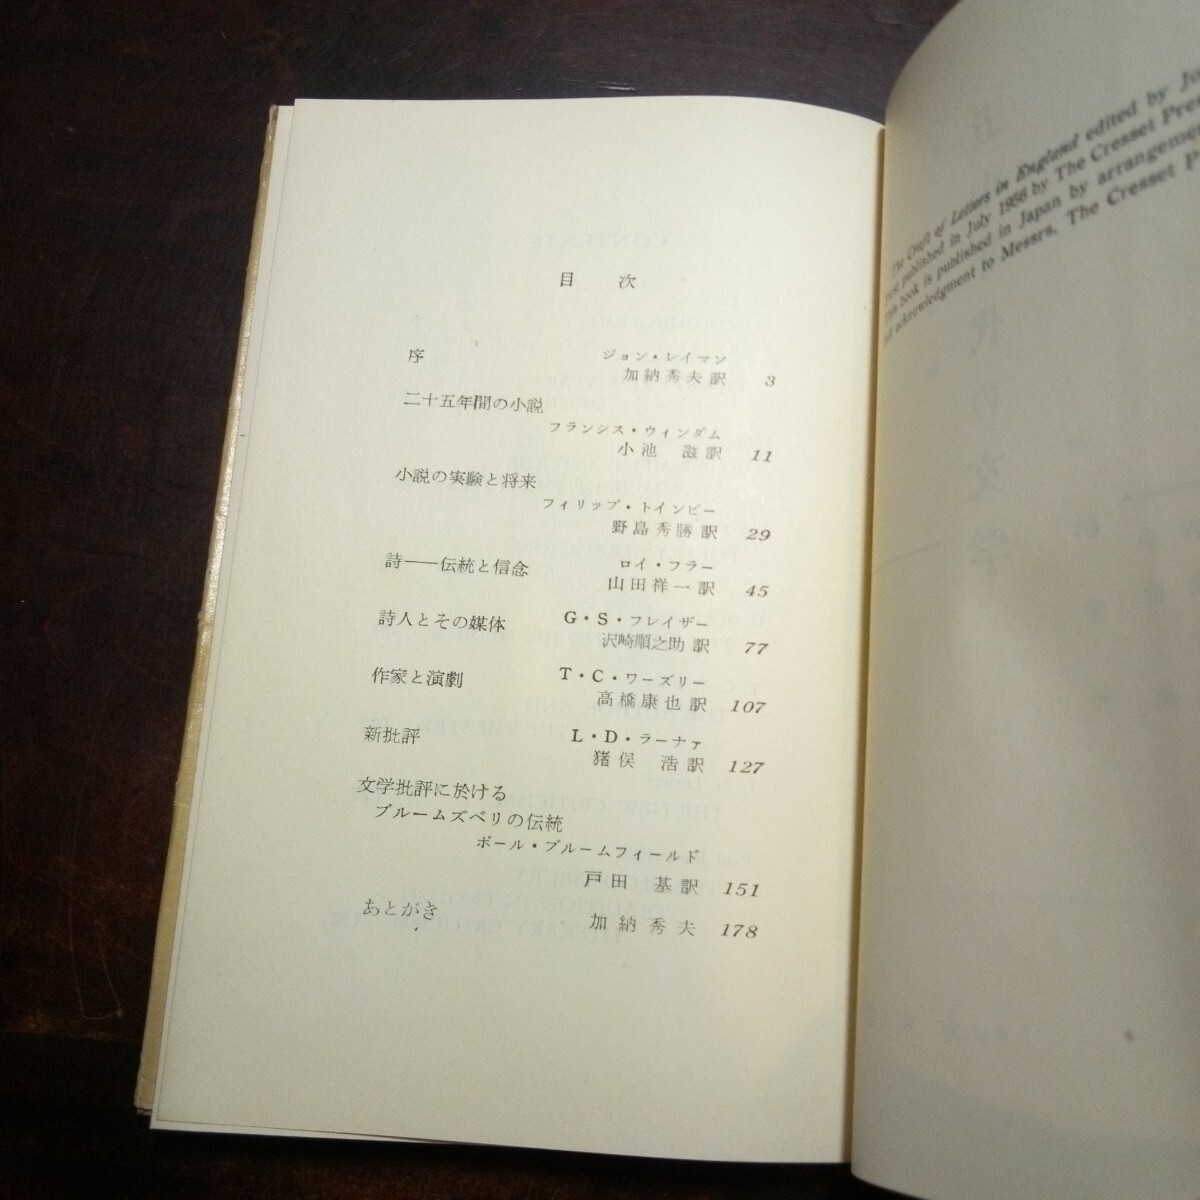 目 次
序 ジョン・レイマン
加納秀夫訳 3
二十五年間の小説
フランシス・ウィンダム
小池 滋訳 11
小説の実験と将来
フィリップ・トインビー
野島秀勝訳 29
詩――伝統と信念 ロイ・フラー
山田祥一訳 45
詩人とその媒体 G・S・フレイザー
沢崎順之助訳 77
作家と演劇 T・C・ワーズリー
高橋康也訳 107
新批評 L・D・ラーナァ
猪俣 浩訳 127
文学批評に於ける
ブルームズベリの伝統
ポール・ブルームフィールド
戸田 基訳 151
あとがき 加納秀夫 178
The Craft of Letters in England edited by
First published in July 1956 by The Cresset
This book is published in Japan by
acknowledgment to Messrs. The Cresset